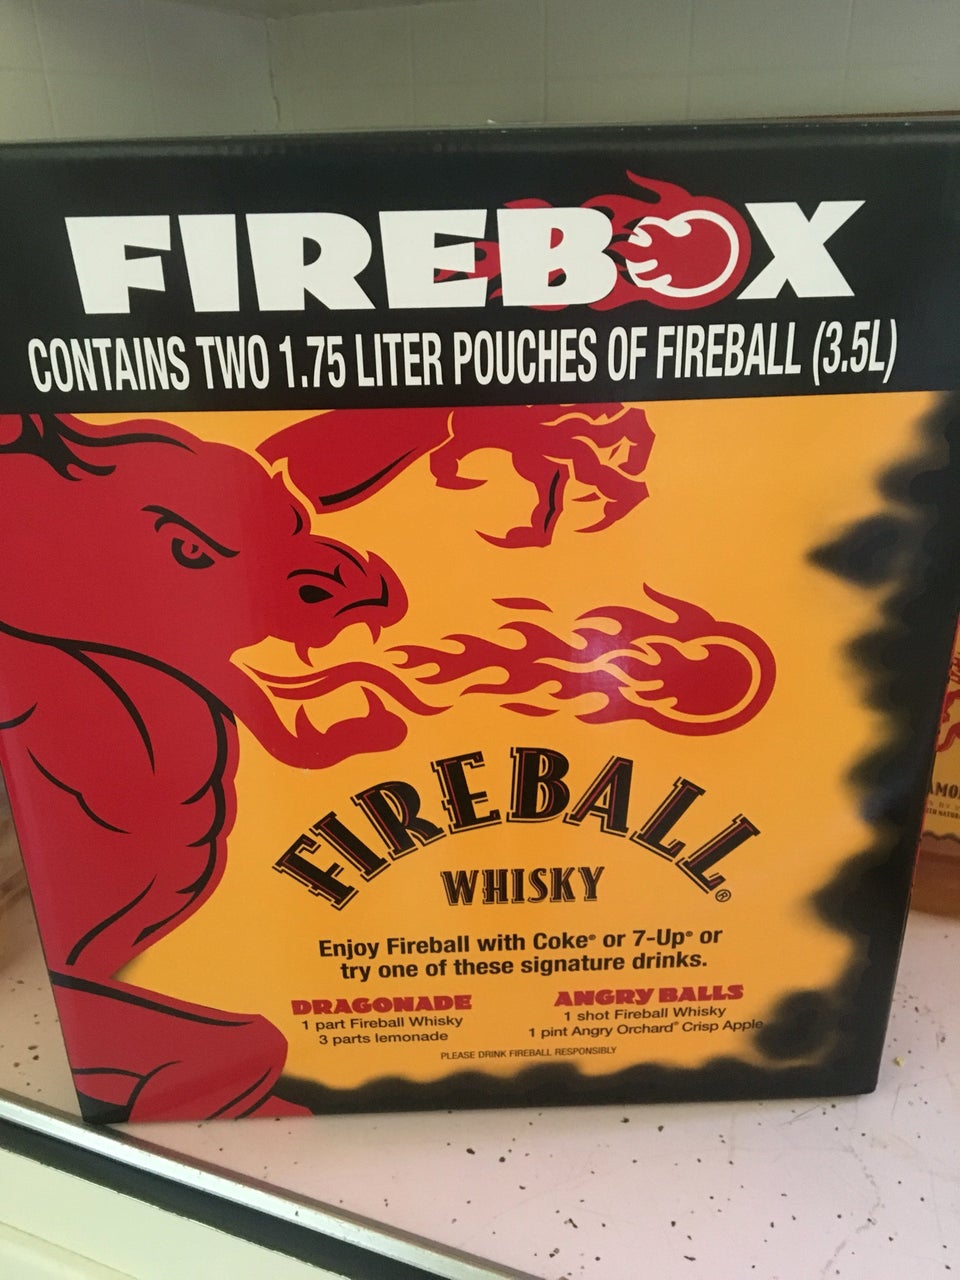 FIREBOX
CONTAINS TWO 1.75 LITER POUCHES OF FIREBALL (3.5L)
FIREBALL®
WHISKY
Enjoy Fireball with Coke® or 7-Up® or
try one of these signature drinks.
DRAGONADE
1 part Fireball Whisky
3 parts lemonade
ANGRY BALLS
1 shot Fireball Whisky
1 pint Angry Orchard® Crisp Apple
PLEASE DRINK FIREBALL RESPONSIBLY